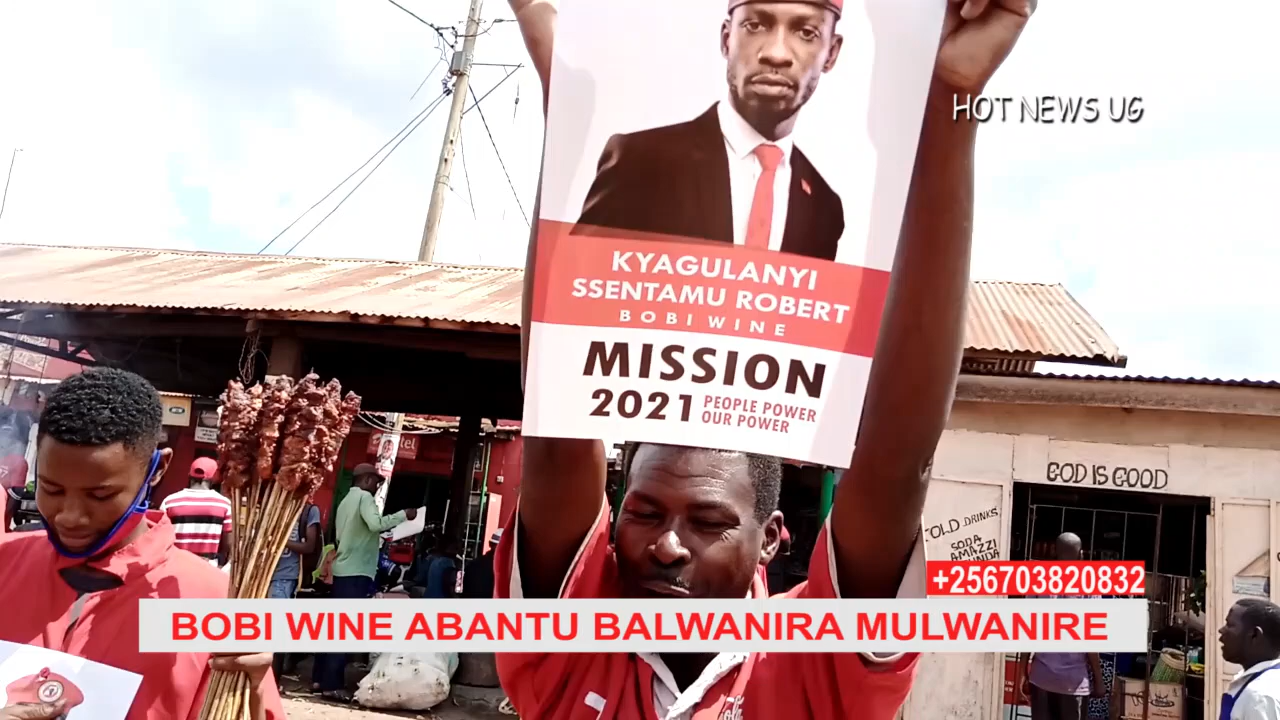 HOT NEWS UG
KYAGULANYI
SSENTAMU ROBERT
BOBI WINE
MISSION
2021 PEOPLE POWER
OUR POWER
GOD IS GOOD
OLD DRINKS
SODA
AMAZZI
+256703820832
BOBI WINE ABANTU BALWANIRA MULWANIRE